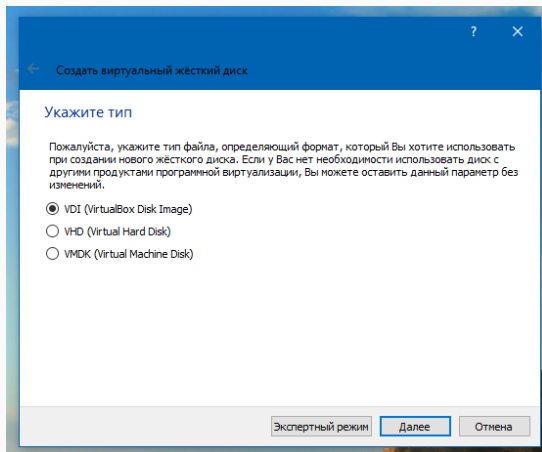 Создать виртуальный жёсткий диск
Укажите тип
Пожалуйста, укажите тип файла, определяющий формат, который Вы хотите использовать
при создании нового жёсткого диска. Если у Вас нет необходимости использовать диск с
другими продуктами программной виртуализации, Вы можете оставить данный параметр без
изменений.
VDI (VirtualBox Disk Image)
VHD (Virtual Hard Disk)
VMDK (Virtual Machine Disk)
Экспертный режим Далее Отмена